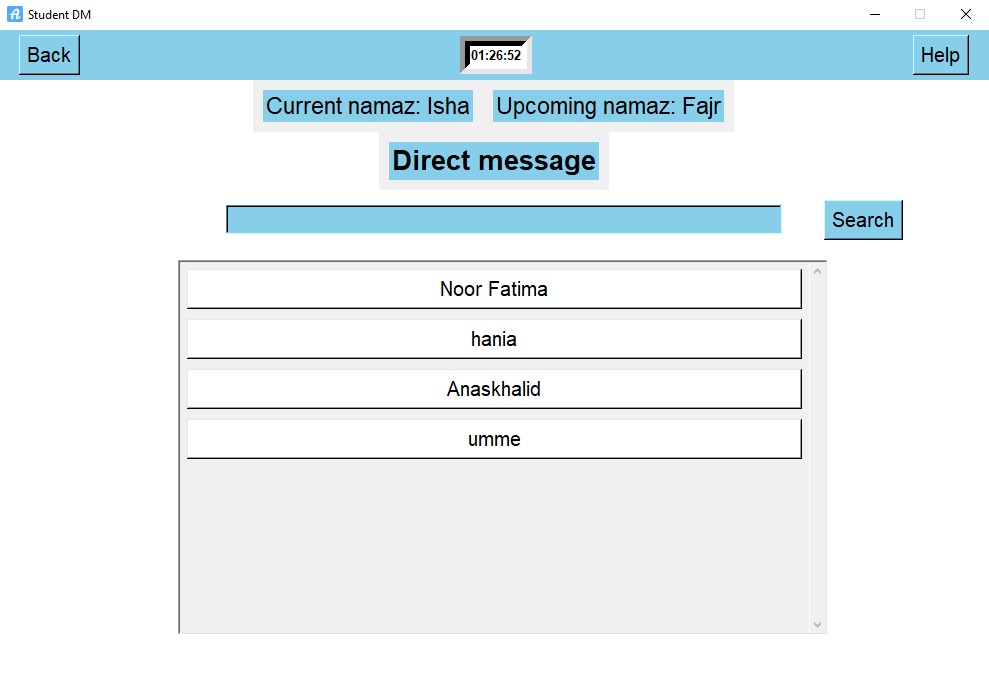 Student DM
Back 01:26:52 Help
Current namaz: Isha Upcoming namaz: Fajr
Direct message
Search
Noor Fatima
hania
Anaskhalid
umme